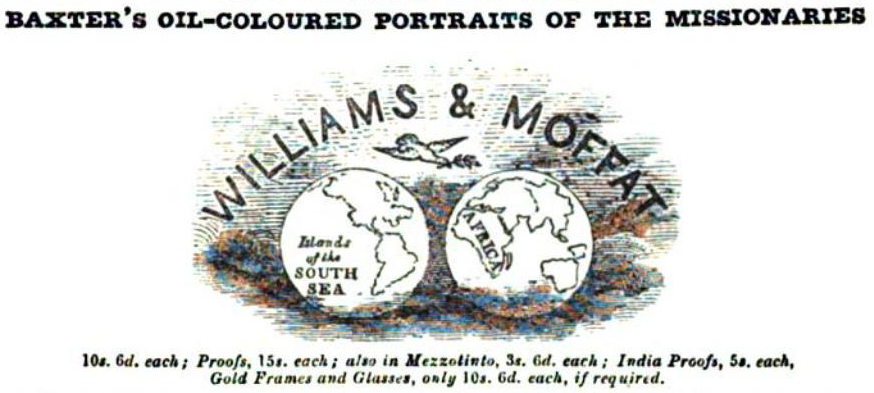 BAXTER'S OIL-COLOURED PORTRAITS OF THE MISSIONARIES
WILLIAMS & MOFFAT
Islands
of the
SOUTH
SEA
AFRICA
10s. 6d. each; Proofs, 15s. each; also in Mezzotinto, 3s. 6d. each; India Proofs, 5s. each,
Gold Frames and Glasses, only 10s. 6d. each, if required.